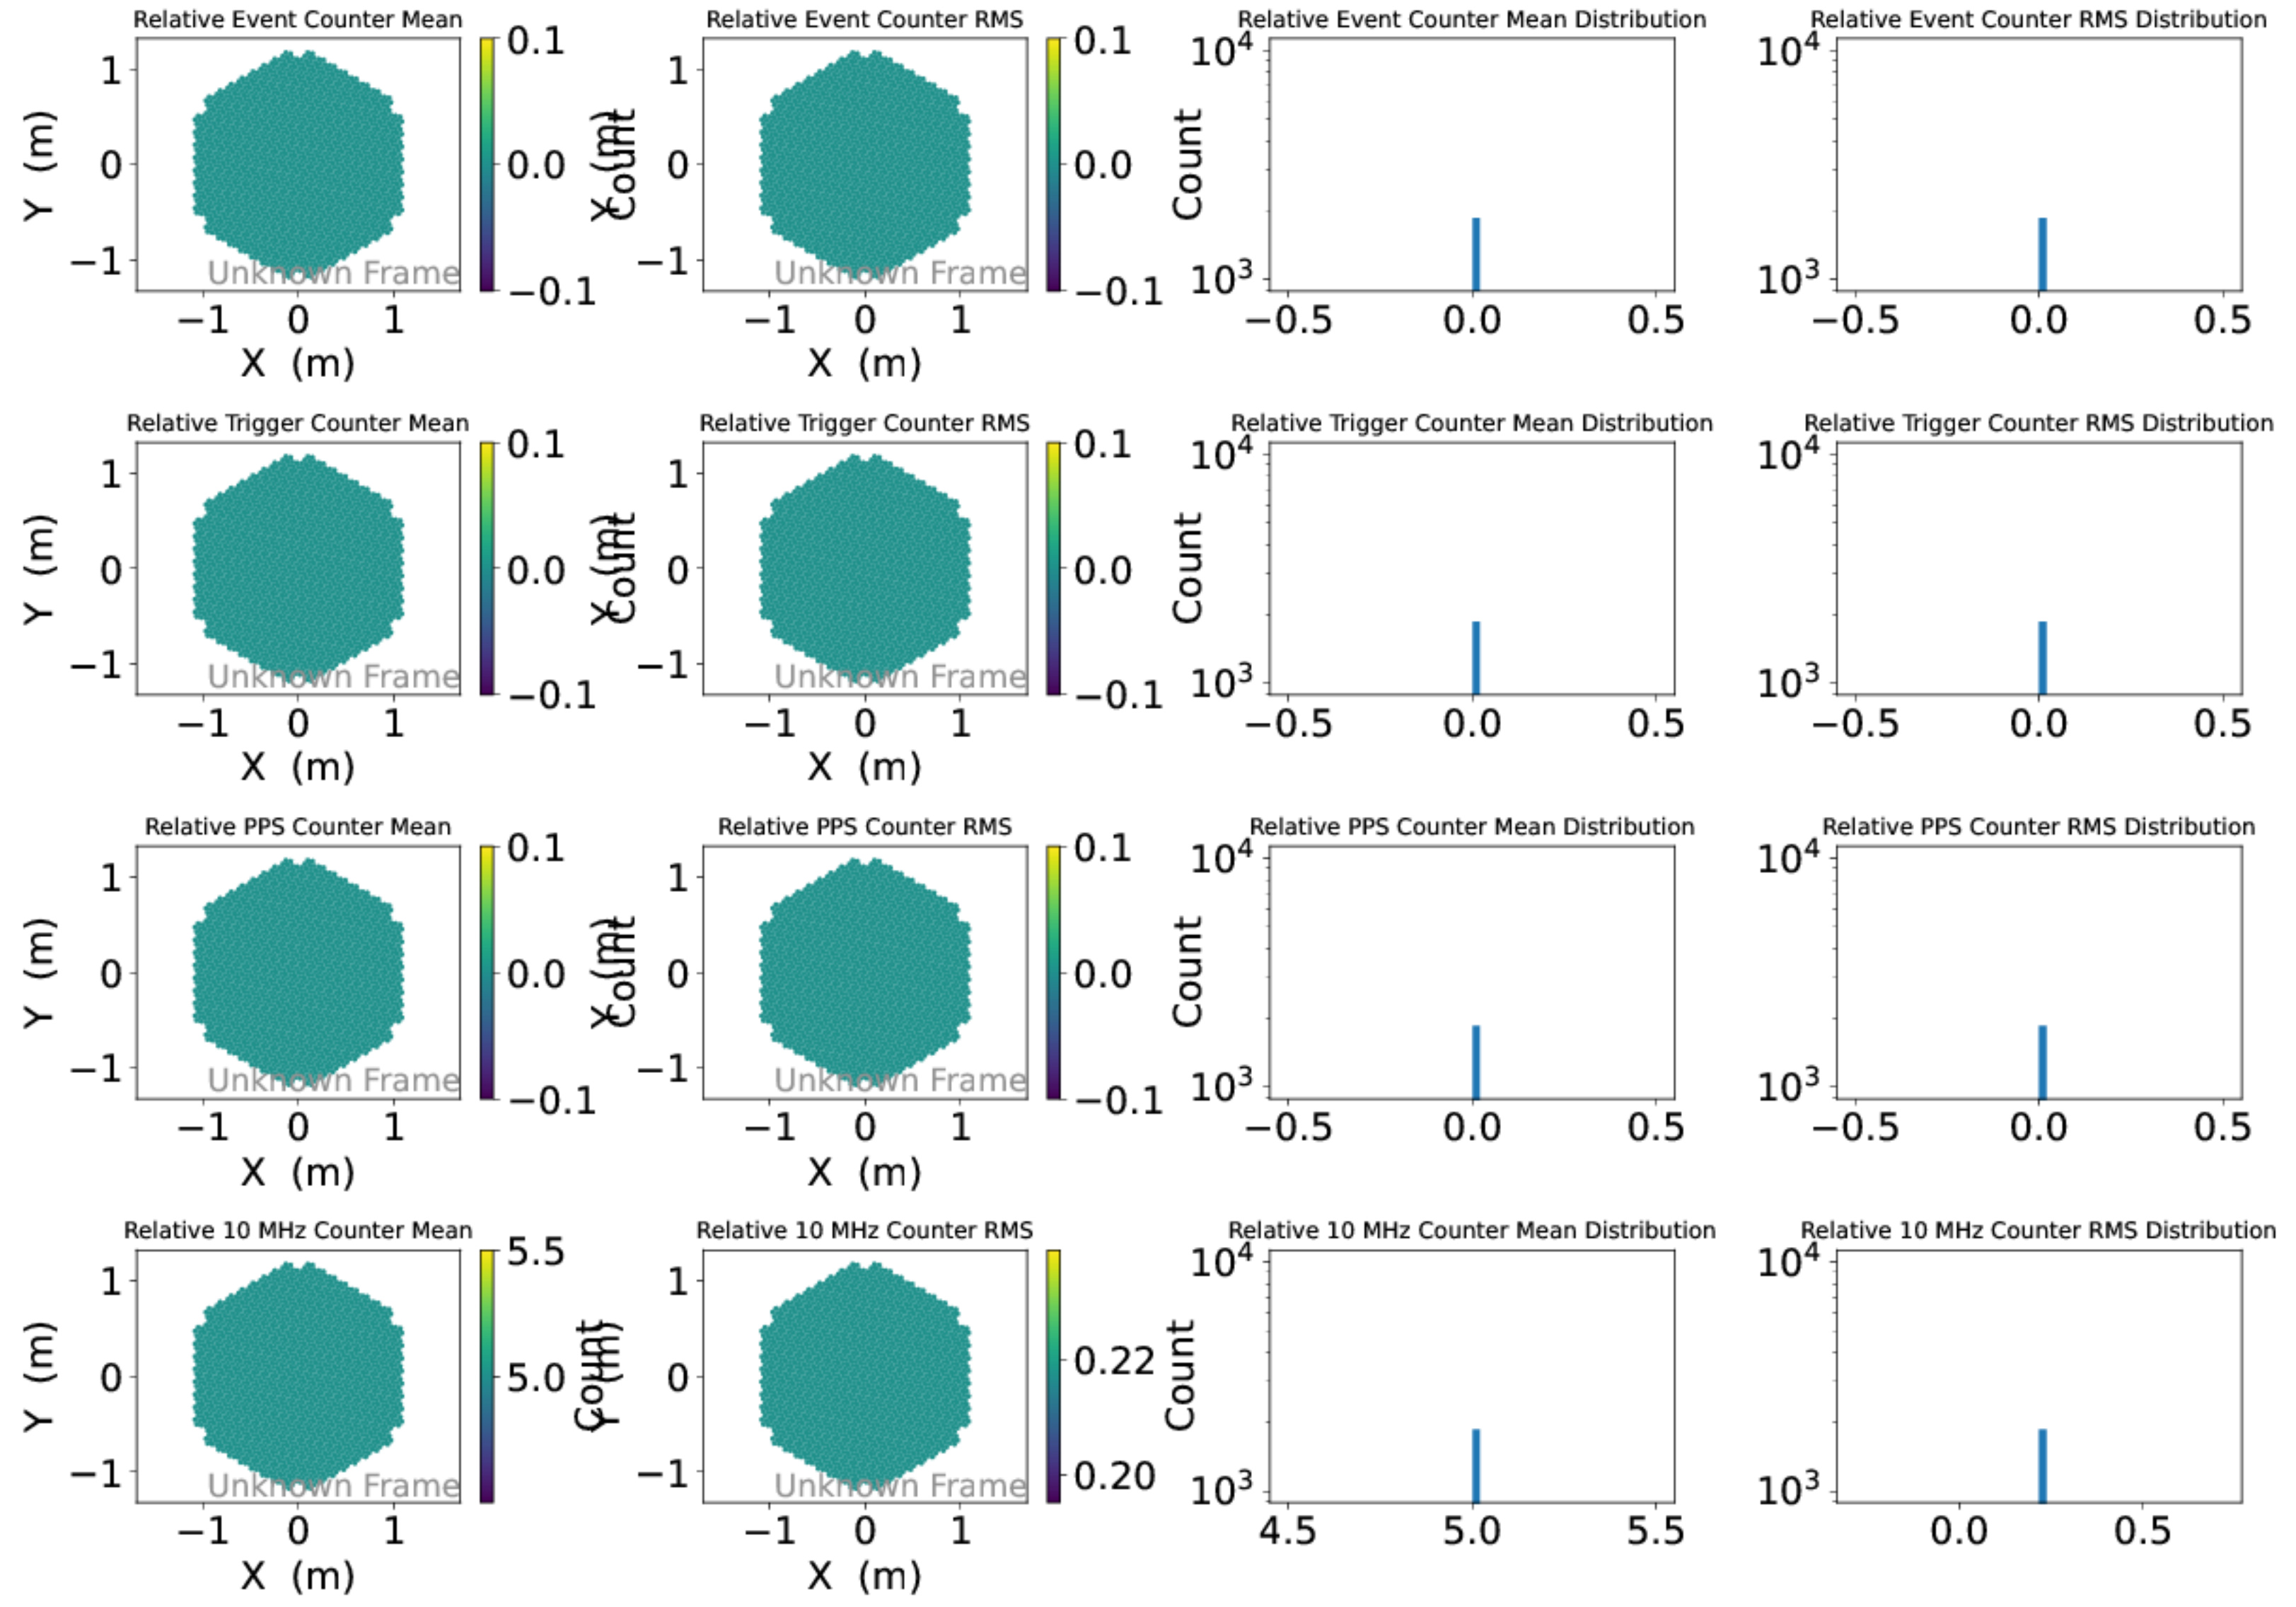 Relative Event Counter Mean
Relative Event Counter RMS
Relative Event Counter Mean Distribution
Relative Event Counter RMS Distribution
Y (m)
1
0
−1
Unknown Frame
−1 0 1
X (m)
0.1
0.0
−0.1
Count
Y (m)
1
0
−1
Unknown Frame
−1 0 1
X (m)
0.1
0.0
−0.1
Count
10⁴
10³
−0.5 0.0 0.5
10⁴
10³
−0.5 0.0 0.5
Relative Trigger Counter Mean
Relative Trigger Counter RMS
Relative Trigger Counter Mean Distribution
Relative Trigger Counter RMS Distribution
Y (m)
1
0
−1
Unknown Frame
−1 0 1
X (m)
0.1
0.0
−0.1
Count
Y (m)
1
0
−1
Unknown Frame
−1 0 1
X (m)
0.1
0.0
−0.1
Count
10⁴
10³
−0.5 0.0 0.5
10⁴
10³
−0.5 0.0 0.5
Relative PPS Counter Mean
Relative PPS Counter RMS
Relative PPS Counter Mean Distribution
Relative PPS Counter RMS Distribution
Y (m)
1
0
−1
Unknown Frame
−1 0 1
X (m)
0.1
0.0
−0.1
Count
Y (m)
1
0
−1
Unknown Frame
−1 0 1
X (m)
0.1
0.0
−0.1
Count
10⁴
10³
−0.5 0.0 0.5
10⁴
10³
−0.5 0.0 0.5
Relative 10 MHz Counter Mean
Relative 10 MHz Counter RMS
Relative 10 MHz Counter Mean Distribution
Relative 10 MHz Counter RMS Distribution
Y (m)
1
0
−1
Unknown Frame
−1 0 1
X (m)
5.5
5.0
Count
Y (m)
1
0
−1
Unknown Frame
−1 0 1
X (m)
0.22
0.20
Count
10⁴
10³
4.5 5.0 5.5
10⁴
10³
0.0 0.5